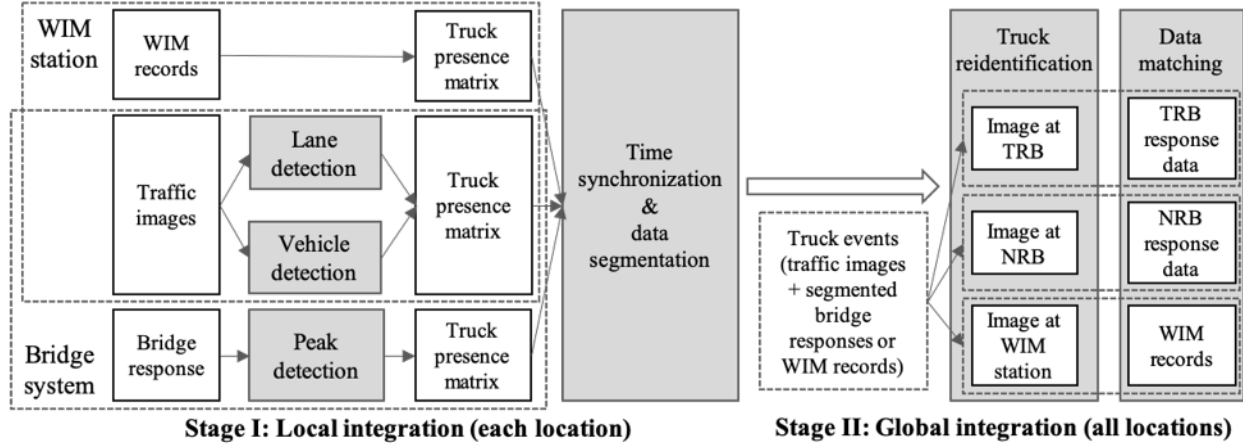 WIM
station
WIM
records
Truck
presence
matrix
Traffic
images
Lane
detection
Vehicle
detection
Truck
presence
matrix
Bridge
system
Bridge
response
Peak
detection
Truck
presence
matrix
Time
synchronization
&
data
segmentation
Stage I: Local integration (each location)
Truck events
(traffic images
+ segmented
bridge
responses or
WIM records)
Truck
reidentification
Image at
TRB
Image at
NRB
Image at
WIM
station
Data
matching
TRB
response
data
NRB
response
data
WIM
records
Stage II: Global integration (all locations)